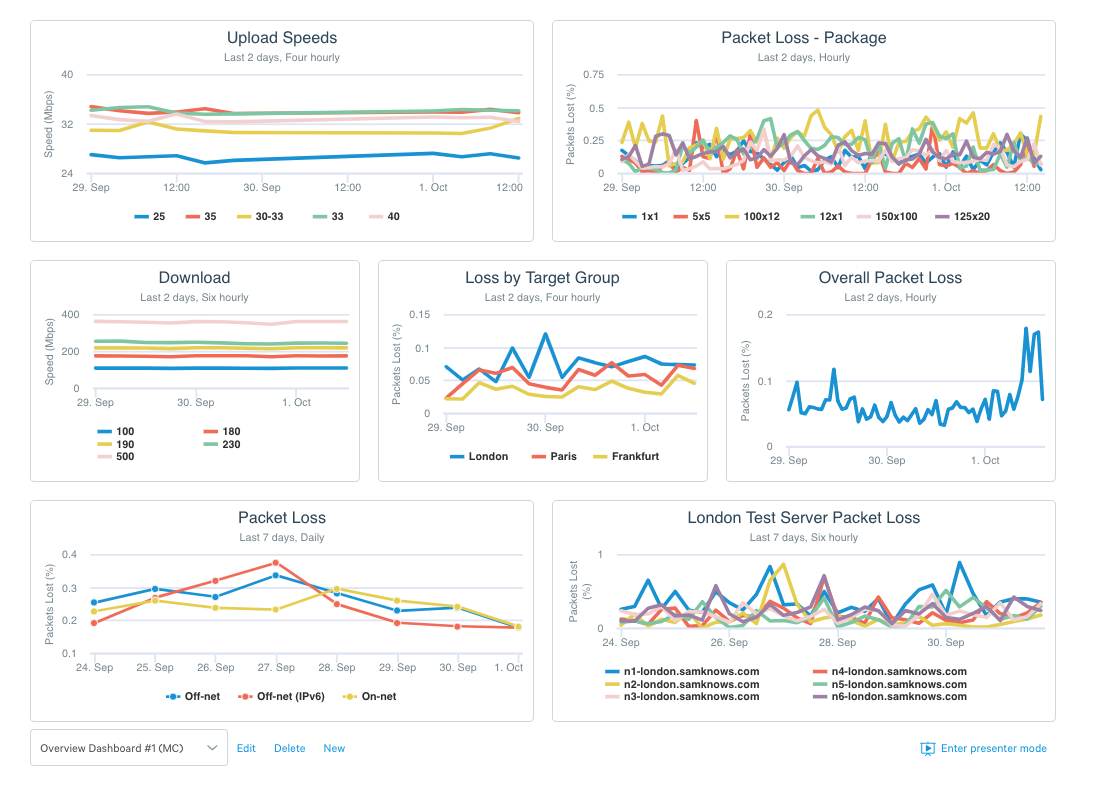 Upload Speeds
Last 2 days, Four hourly
Speed (Mbps)
40
32
24
29. Sep 12:00 30. Sep 12:00 1. Oct 12:00
25 35 30-33 33 40
Packet Loss - Package
Last 2 days, Hourly
Packets Lost (%)
0.75
0.5
0.25
0
29. Sep 12:00 30. Sep 12:00 1. Oct 12:00
1x1 5x5 100x12 12x1 150x100 125x20
Download
Last 2 days, Six hourly
Speed (Mbps)
400
200
0
29. Sep 30. Sep 1. Oct
100 180
190 230
500
Loss by Target Group
Last 2 days, Four hourly
Packets Lost (%)
0.15
0.1
0.05
0
29. Sep 30. Sep 1. Oct
London Paris Frankfurt
Overall Packet Loss
Last 2 days, Hourly
Packets Lost (%)
0.2
0.1
0
29. Sep 30. Sep 1. Oct
Packet Loss
Last 7 days, Daily
Packets Lost (%)
0.4
0.3
0.2
0.1
24. Sep 25. Sep 26. Sep 27. Sep 28. Sep 29. Sep 30. Sep 1. Oct
Off-net Off-net (IPv6) On-net
London Test Server Packet Loss
Last 7 days, Six hourly
Packets Lost
(%)
1
0
24. Sep 26. Sep 28. Sep 30. Sep
n1-london.samknows.com n4-london.samknows.com
n2-london.samknows.com n5-london.samknows.com
n3-london.samknows.com n6-london.samknows.com
Overview Dashboard #1 (MC) Edit Delete New Enter presenter mode